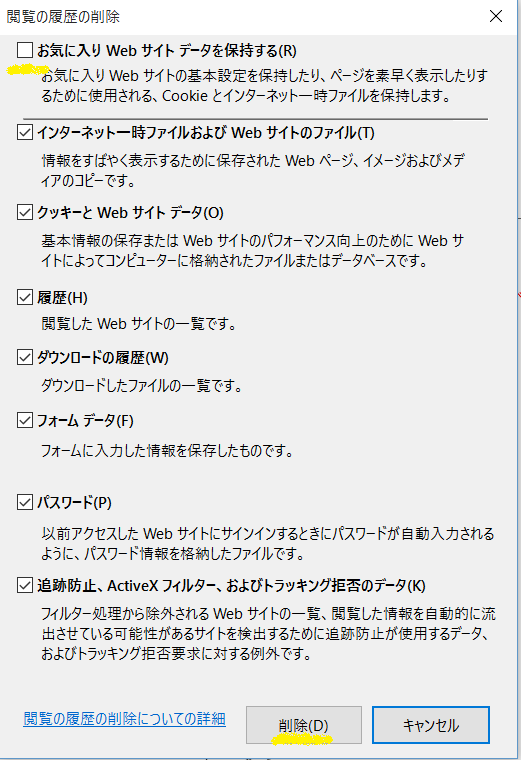 閲覧の履歴の削除
お気に入り Web サイト データを保持する(R)
お気に入り Web サイトの基本設定を保持したり、ページを素早く表示したりす
るために使用される、Cookie とインターネット一時ファイルを保持します。
インターネット一時ファイルおよび Web サイトのファイル(T)
情報をすばやく表示するために保存された Web ページ、イメージおよびメデ
ィアのコピーです。
クッキーと Web サイト データ(O)
基本情報の保存または Web サイトのパフォーマンス向上のために Web サ
イトによってコンピューターに格納されたファイルまたはデータベースです。
履歴(H)
閲覧した Web サイトの一覧です。
ダウンロードの履歴(W)
ダウンロードしたファイルの一覧です。
フォーム データ(F)
フォームに入力した情報を保存したものです。
パスワード(P)
以前アクセスした Web サイトにサインインするときにパスワードが自動入力される
ように、パスワード情報を格納したファイルです。
追跡防止、ActiveX フィルター、およびトラッキング拒否のデータ(K)
フィルター処理から除外される Web サイトの一覧、閲覧した情報を自動的に流
出させている可能性があるサイトを検出するために追跡防止が使用するデータ、
およびトラッキング拒否要求に対する例外です。
閲覧の履歴の削除についての詳細
削除(D)
キャンセル